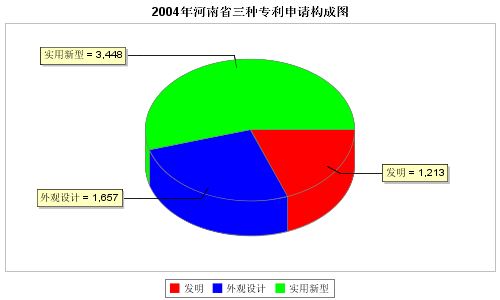 2004年河南省三种专利申请构成图
实用新型 = 3,448
发明 = 1,213
外观设计 = 1,657
发明 外观设计 实用新型